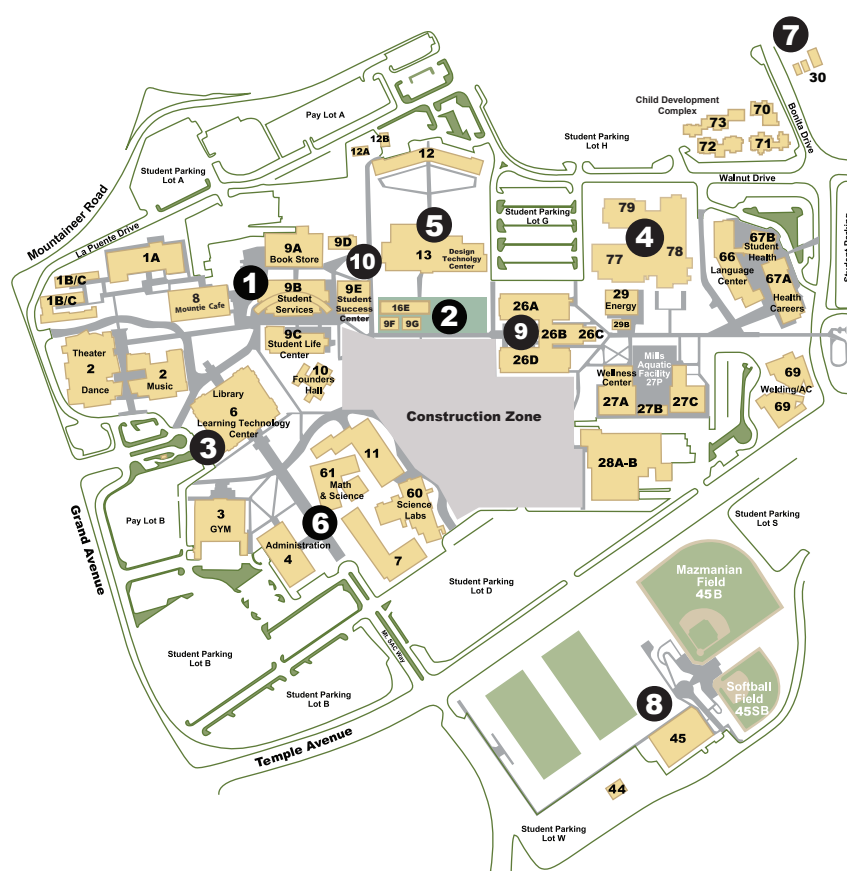 7
30
Bonita Drive
Child Development
Complex
70
73
72
71
Pay Lot A
12B
12A
12
Student Parking
Lot H
Student Parking
Lot A
Walnut Drive
Mountaineer Road
La Puente Drive
Student Parking
Lot G
79
4
77
78
5
13
Design
Technology
Center
9A
Book Store
9D
10
67B
Student
Health
66
Language
Center
67A
Health
Careers
1A
1B/C
1B/C
8
Mountie Cafe
1
9B
Student
Services
9E
Student
Success
Center
16E
9F
9G
2
26A
9
26B
26C
26D
29
Energy
29B
9C
Student Life
Center
Theater
2
Dance
2
Music
10
Founders
Hall
Mills
Aquatic
Facility
27P
Wellness
Center
27A
27B
27C
69
Welding/AC
69
Library
6
Learning Technology
Center
3
Construction Zone
11
61
Math
& Science
28A-B
60
Science
Labs
Pay Lot B
3
GYM
6
Administration
4
7
Grand Avenue
Student Parking
Lot S
Student Parking
Lot D
Mazmanian
Field
45B
Mt. SAC Way
Student Parking
Lot B
Student Parking
Lot B
Softball
Field
45SB
8
45
Temple Avenue
44
Student Parking
Lot W
Student Parking
Student Parking